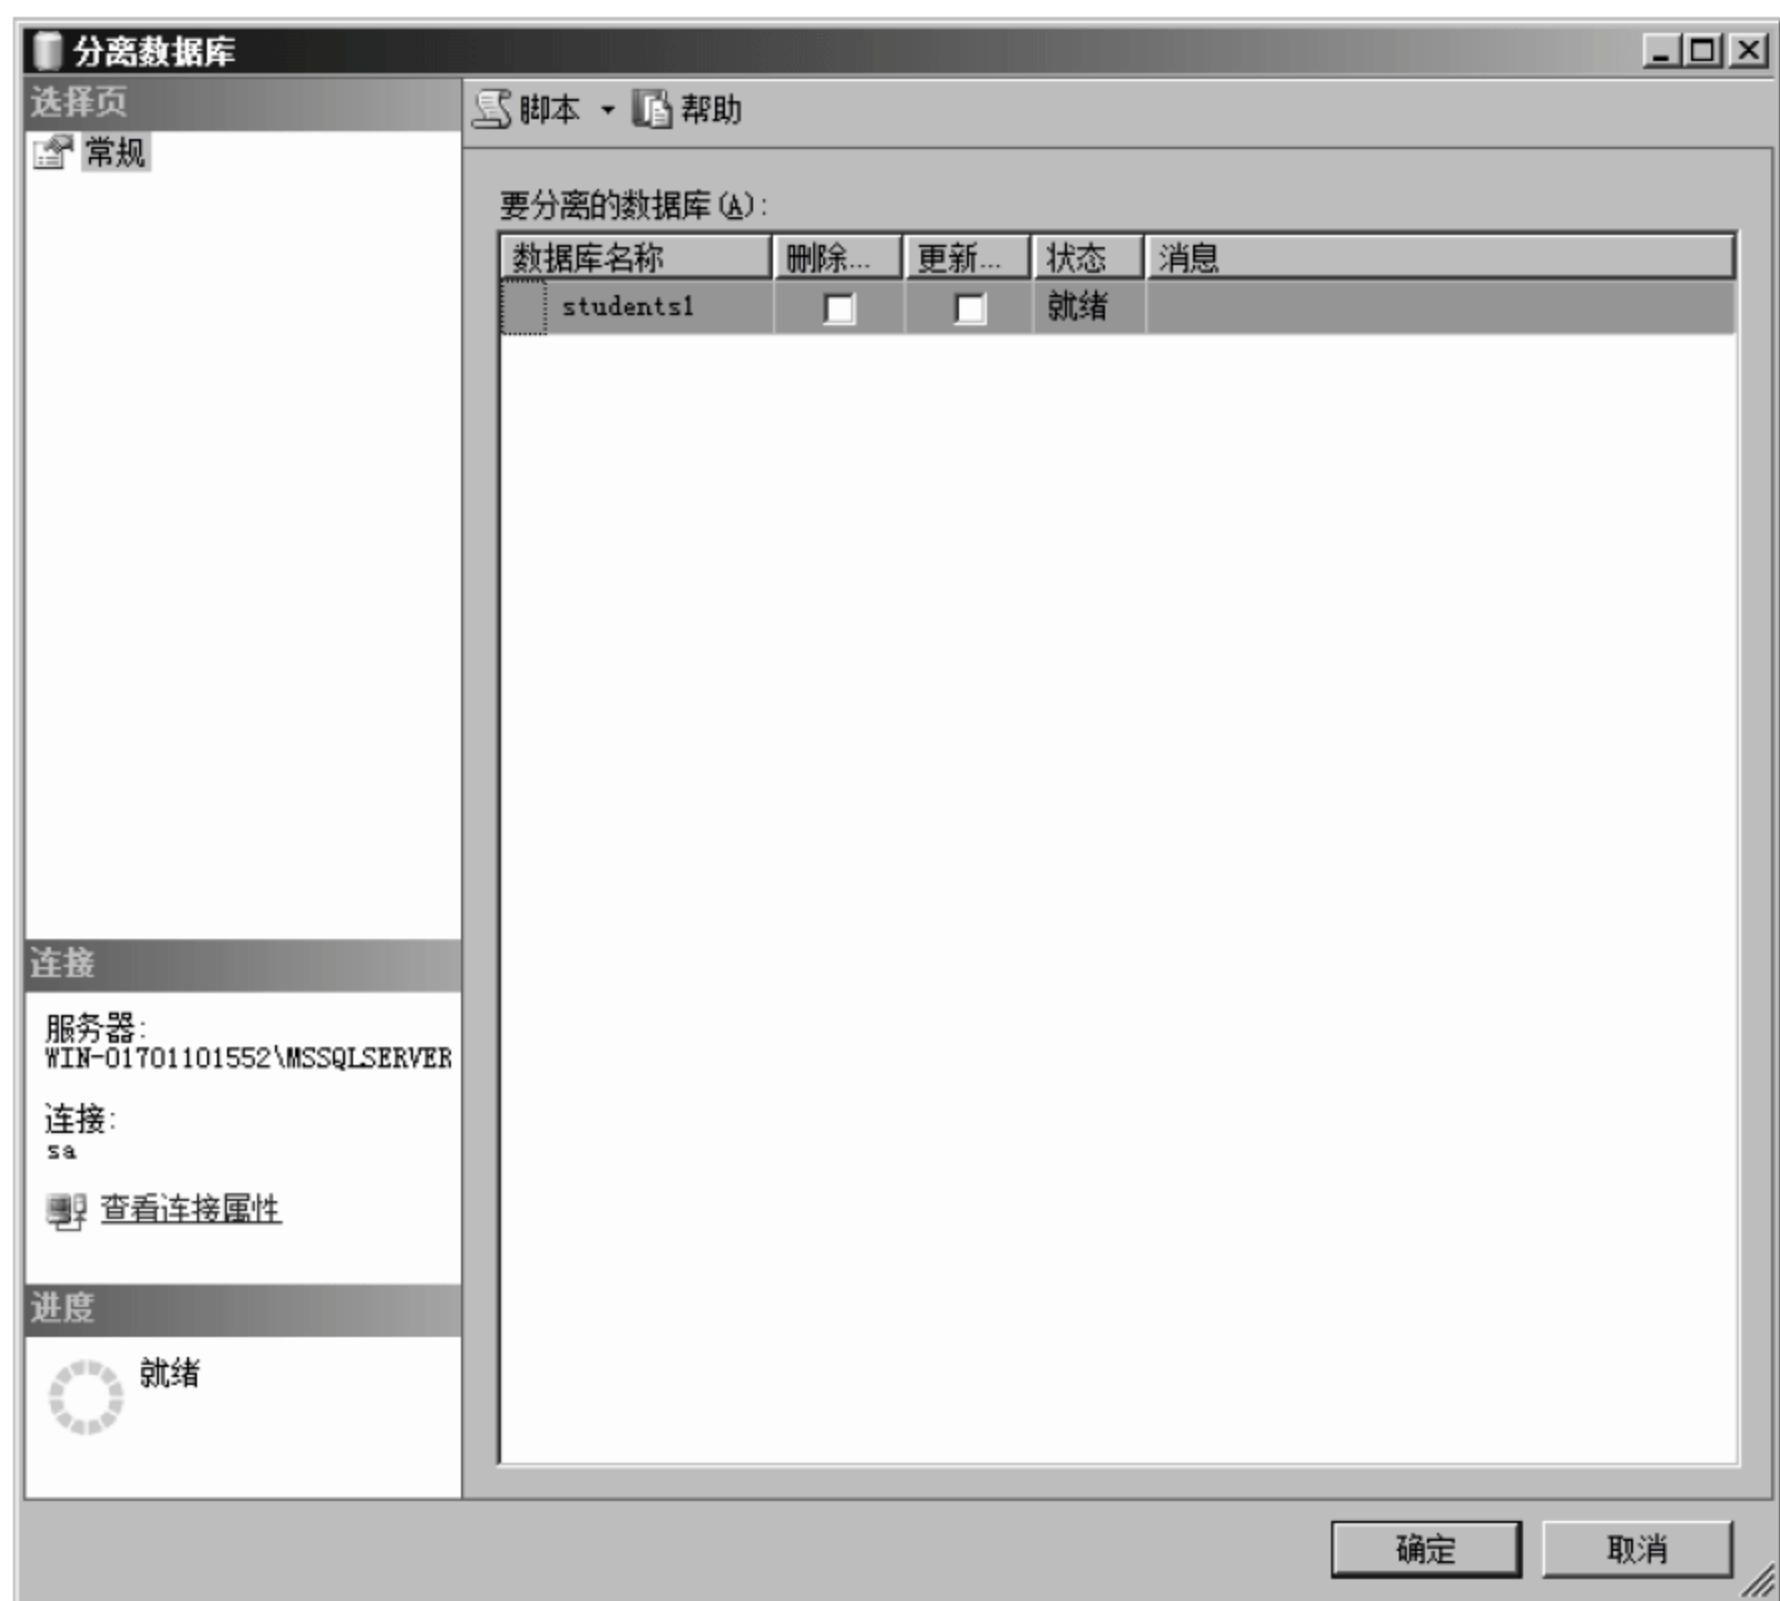 分离数据库
选择页
常规
脚本 帮助
要分离的数据库(A):
数据库名称 删除... 更新... 状态 消息
students1 就绪
连接
服务器:
WIN-01701101552\MSSQLSERVER
连接:
sa
查看连接属性
进度
就绪
确定 取消